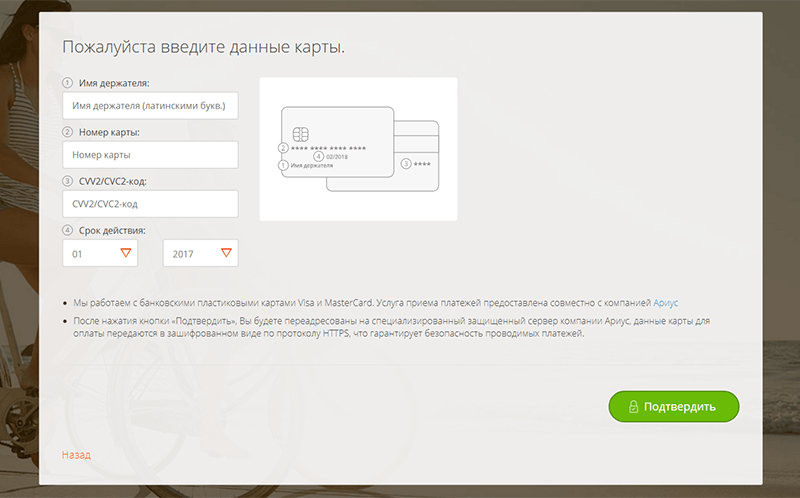 Пожалуйста введите данные карты.
1 Имя держателя:
Имя держателя (латинскими букв.)
2 Номер карты:
Номер карты
3 CVV2/CVC2-код:
CVV2/CVC2-код
4 Срок действия:
01 2017
2 **** **** **** ****
4 02/2018
1 Имя держателя
3 ****
• Мы работаем с банковскими пластиковыми картами Visa и MasterCard. Услуга приема платежей предоставлена совместно с компанией Ариус
• После нажатия кнопки «Подтвердить», Вы будете переадресованы на специализированный защищенный сервер компании Ариус, данные карты для
оплаты передаются в зашифрованном виде по протоколу HTTPS, что гарантирует безопасность проводимых платежей.
Подтвердить
Назад